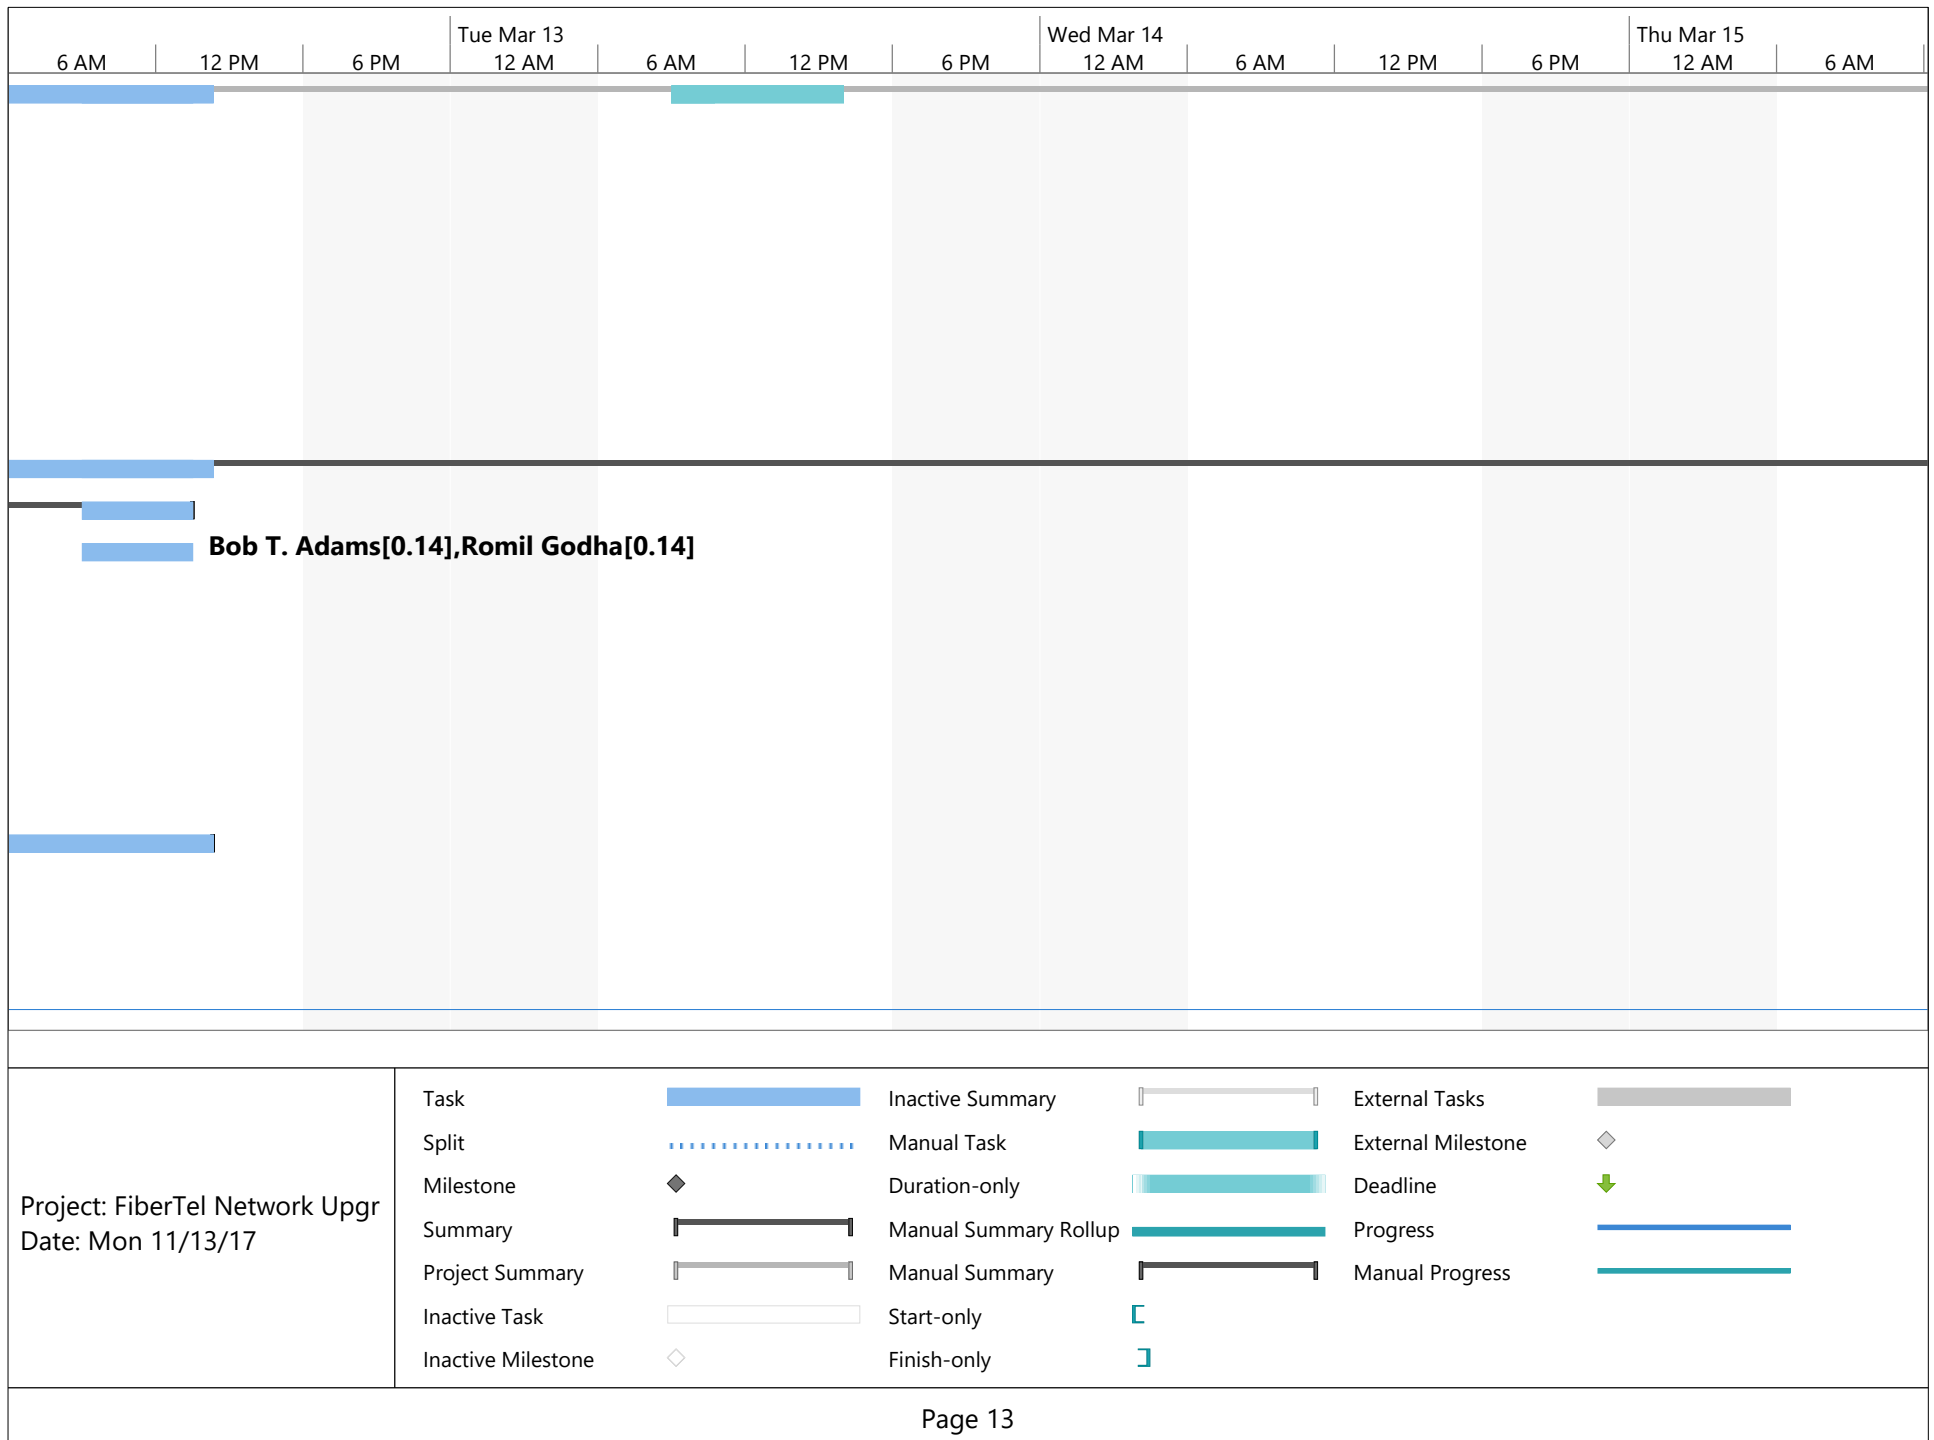 Tue Mar 13 Wed Mar 14 Thu Mar 15
6 AM 12 PM 6 PM 12 AM 6 AM 12 PM 6 PM 12 AM 6 AM 12 PM 6 PM 12 AM 6 AM
Bob T. Adams[0.14],Romil Godha[0.14]
Project: FiberTel Network Upgr
Date: Mon 11/13/17
Task
Split
Milestone
Summary
Project Summary
Inactive Task
Inactive Milestone
Inactive Summary
Manual Task
Duration-only
Manual Summary Rollup
Manual Summary
Start-only
Finish-only
External Tasks
External Milestone
Deadline
Progress
Manual Progress
Page 13